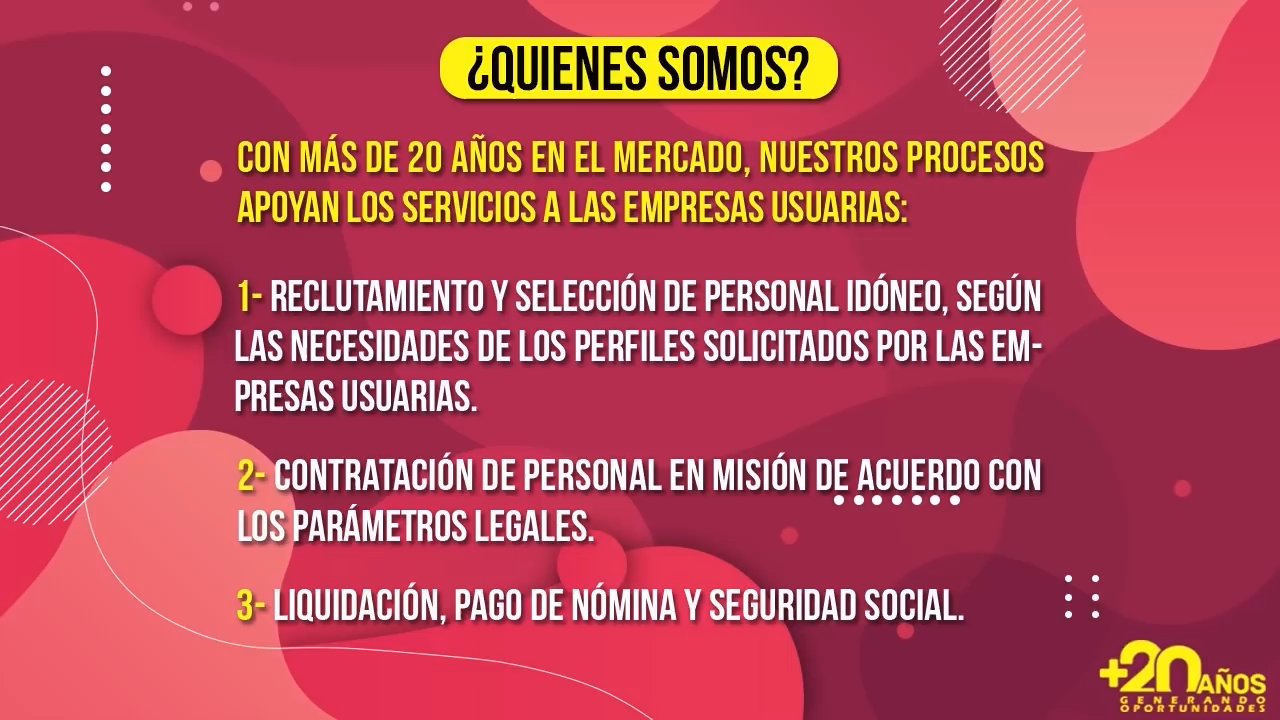 ¿QUIENES SOMOS?
CON MÁS DE 20 AÑOS EN EL MERCADO, NUESTROS PROCESOS
APOYAN LOS SERVICIOS A LAS EMPRESAS USUARIAS:
1- RECLUTAMIENTO Y SELECCIÓN DE PERSONAL IDÓNEO, SEGÚN
LAS NECESIDADES DE LOS PERFILES SOLICITADOS POR LAS EM-
PRESAS USUARIAS.
2- CONTRATACIÓN DE PERSONAL EN MISIÓN DE ACUERDO CON
LOS PARÁMETROS LEGALES.
3- LIQUIDACIÓN, PAGO DE NÓMINA Y SEGURIDAD SOCIAL.
+20 AÑOS
GENERANDO
OPORTUNIDADES